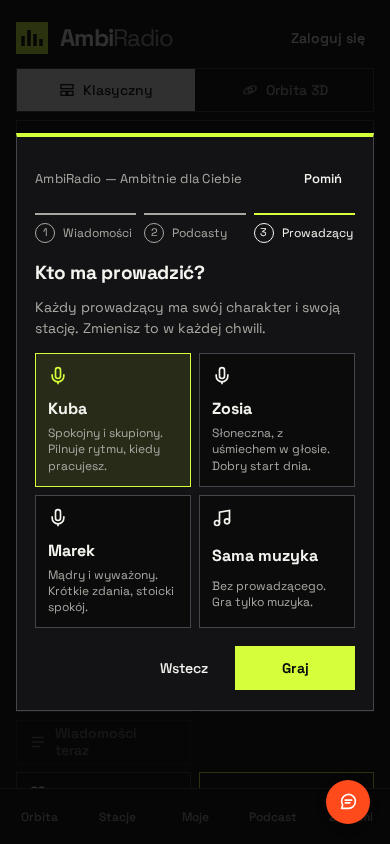 AmbiRadio
Zaloguj się
Klasyczny
Orbita 3D
AmbiRadio — Ambitnie dla Ciebie
Pomiń
1 Wiadomości
2 Podcasty
3 Prowadzący
Kto ma prowadzić?
Każdy prowadzący ma swój charakter i swoją
stację. Zmienisz to w każdej chwili.
Kuba
Spokojny i skupiony.
Pilnuje rytmu, kiedy
pracujesz.
Zosia
Słoneczna, z
uśmiechem w głosie.
Dobry start dnia.
Marek
Mądry i wyważony.
Krótkie zdania, stoicki
spokój.
Sama muzyka
Bez prowadzącego.
Gra tylko muzyka.
Wstecz
Graj
Wiadomości
teraz
Orbita
Stacje
Moje
Podcast